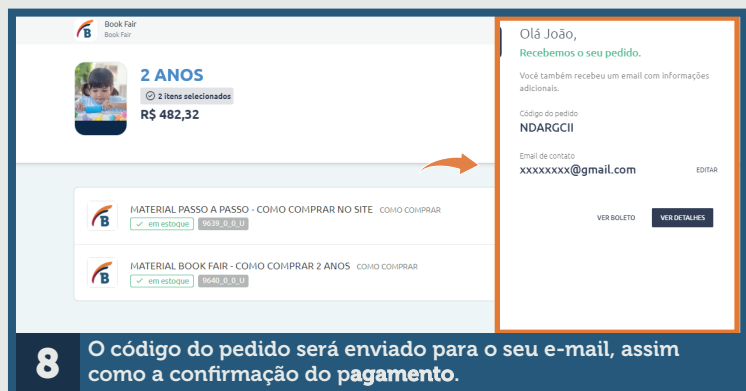 Book Fair
Book Fair
2 ANOS
2 itens selecionados
R$ 482,32
MATERIAL PASSO A PASSO - COMO COMPRAR NO SITE COMO COMPRAR
em estoque 9639_0_0_U
MATERIAL BOOK FAIR - COMO COMPRAR 2 ANOS COMO COMPRAR
em estoque 9640_0_0_U
Olá João,
Recebemos o seu pedido.
Você também recebeu um email com informações
adicionais.
Código do pedido
NDARGCII
Email de contato
xxxxxxxx@gmail.com EDITAR
VER BOLETO VER DETALHES
8
O código do pedido será enviado para o seu e-mail, assim
como a confirmação do pagamento.